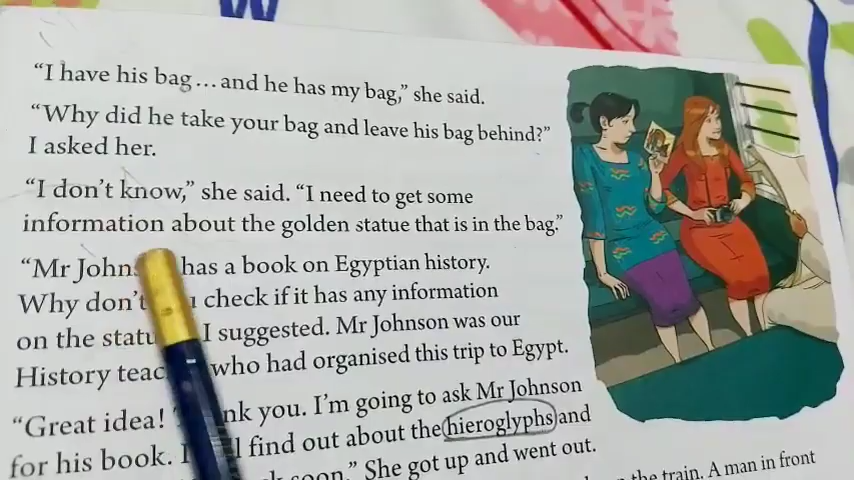 “I have his bag... and he has my bag,” she said.
“Why did he take your bag and leave his bag behind?”
I asked her.
“I don’t know,” she said. “I need to get some
information about the golden statue that is in the bag.”
“Mr has a book on Egyptian history.
Why check if it has any information
on the I suggested. Mr Johnson was our
History who had organised this trip to Egypt.
“Great idea! you. I’m going to ask Mr Johnson
for his book. find out about the hieroglyphs and
soon.” She got up and went out.
the train. A man in front